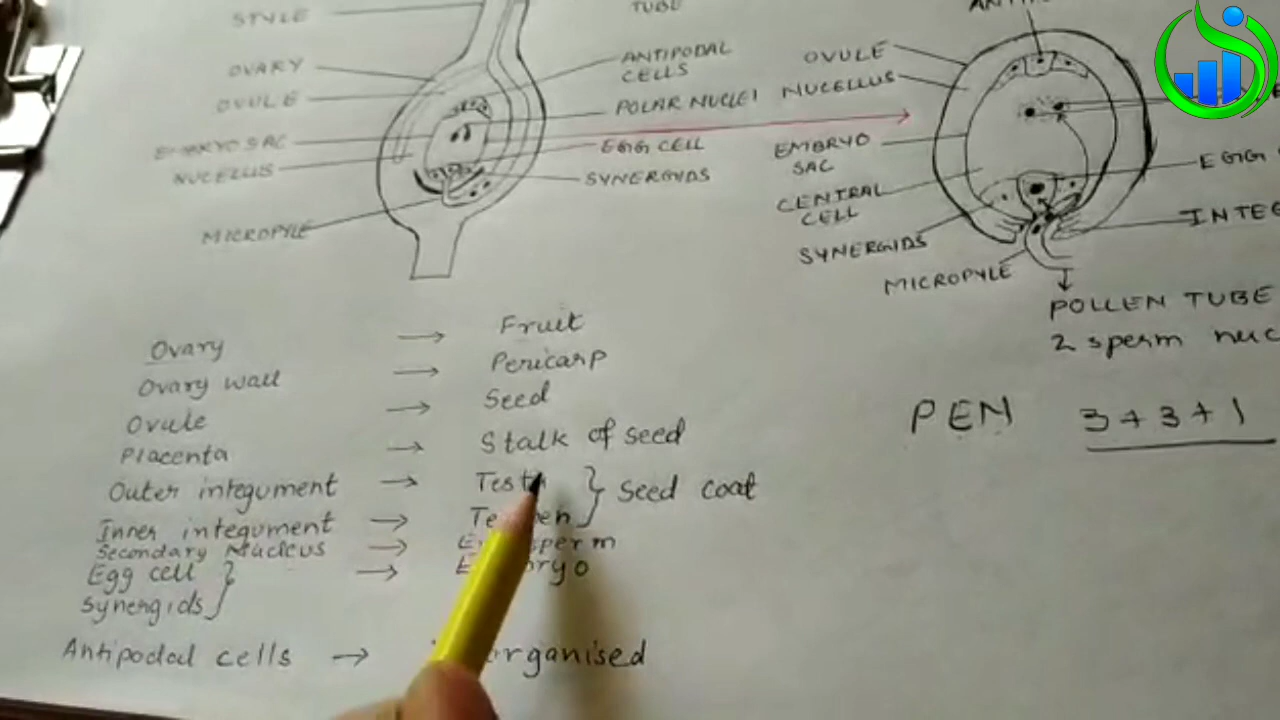 STYLE
TUBE
OVARY
ANTIPODAL CELLS
OVULE
POLAR NUCLEI
EMBRYO SAC
EGG CELL
NUCELLUS
SYNERGIDS
MICROPYLE
OVULE
NUCELLUS
EMBRYO SAC
CENTRAL CELL
SYNERGIDS
MICROPYLE
EGG
POLLEN TUBE
2 sperm
Ovary → Fruit
Ovary wall → Pericarp
Ovule → Seed
Placenta → Stalk of seed
Outer integument → Testa } Seed coat
Inner integument →
Secondary Nucleus →
Egg cell } →
Synergids
Antipodal cells →
PEN 3+3+1